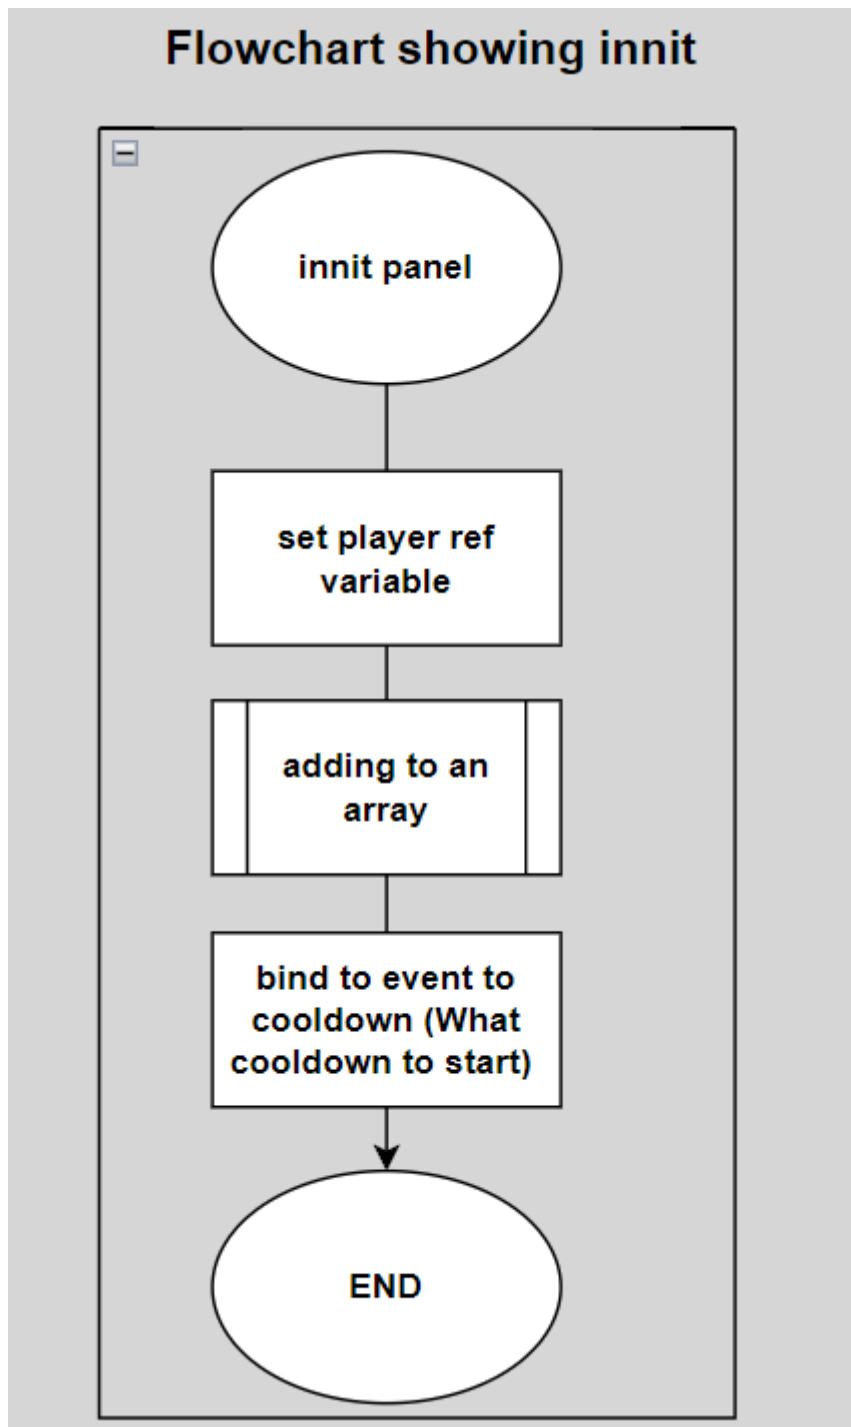 Flowchart showing innit
innit panel
set player ref
variable
adding to an
array
bind to event to
cooldown (What
cooldown to start)
END